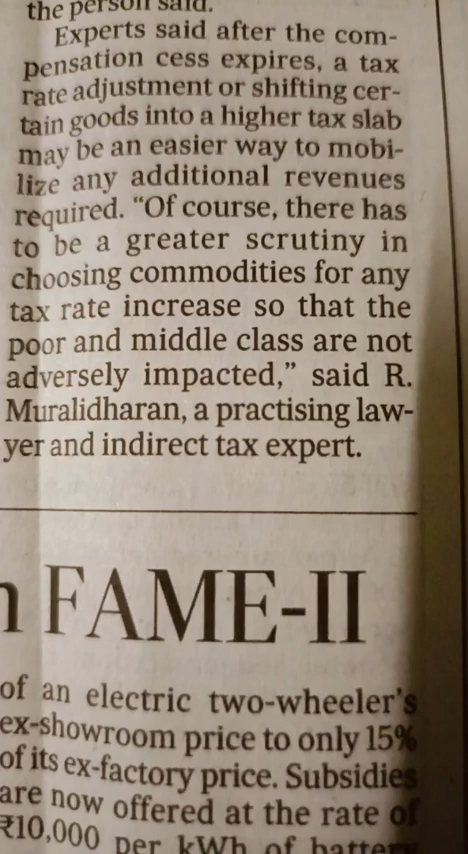 the person said.
Experts said after the com-
pensation cess expires, a tax
rate adjustment or shifting cer-
tain goods into a higher tax slab
may be an easier way to mobi-
lize any additional revenues
required. “Of course, there has
to be a greater scrutiny in
choosing commodities for any
tax rate increase so that the
poor and middle class are not
adversely impacted,” said R.
Muralidharan, a practising law-
yer and indirect tax expert.
FAME-II
of an electric two-wheeler's
ex-showroom price to only 15%
of its ex-factory price. Subsidies
are now offered at the rate of
₹10,000 per kWh of battery